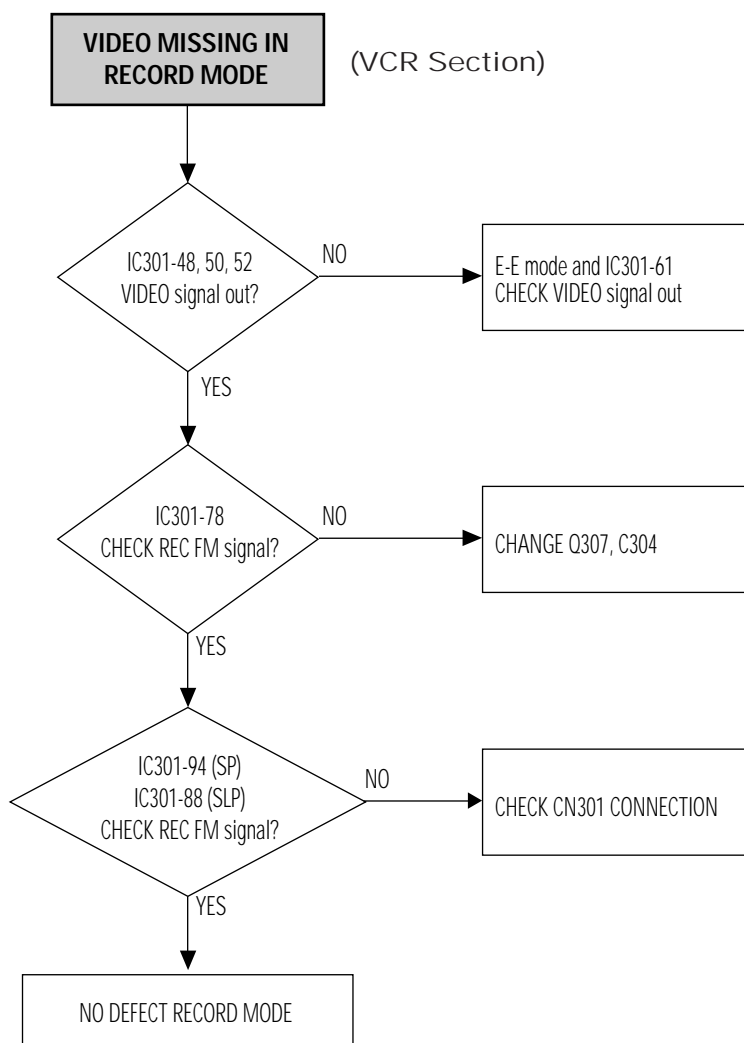 VIDEO MISSING IN
RECORD MODE
(VCR Section)
IC301-48, 50, 52
VIDEO signal out?
NO
E-E mode and IC301-61
CHECK VIDEO signal out
YES
IC301-78
CHECK REC FM signal?
NO
CHANGE Q307, C304
YES
IC301-94 (SP)
IC301-88 (SLP)
CHECK REC FM signal?
NO
CHECK CN301 CONNECTION
YES
NO DEFECT RECORD MODE